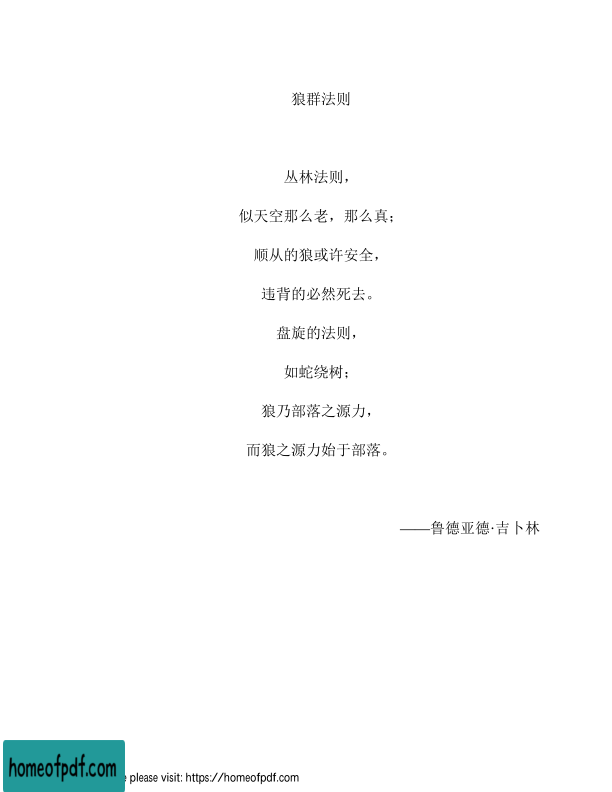 狼群法则
丛林法则，
似天空那么老，那么真；
顺从的狼或许安全，
违背的必然死去。
盘旋的法则，
如蛇绕树；
狼乃部落之源力，
而狼之源力始于部落。
——鲁德亚德·吉卜林
homeofpdf.com
please visit: https://homeofpdf.com